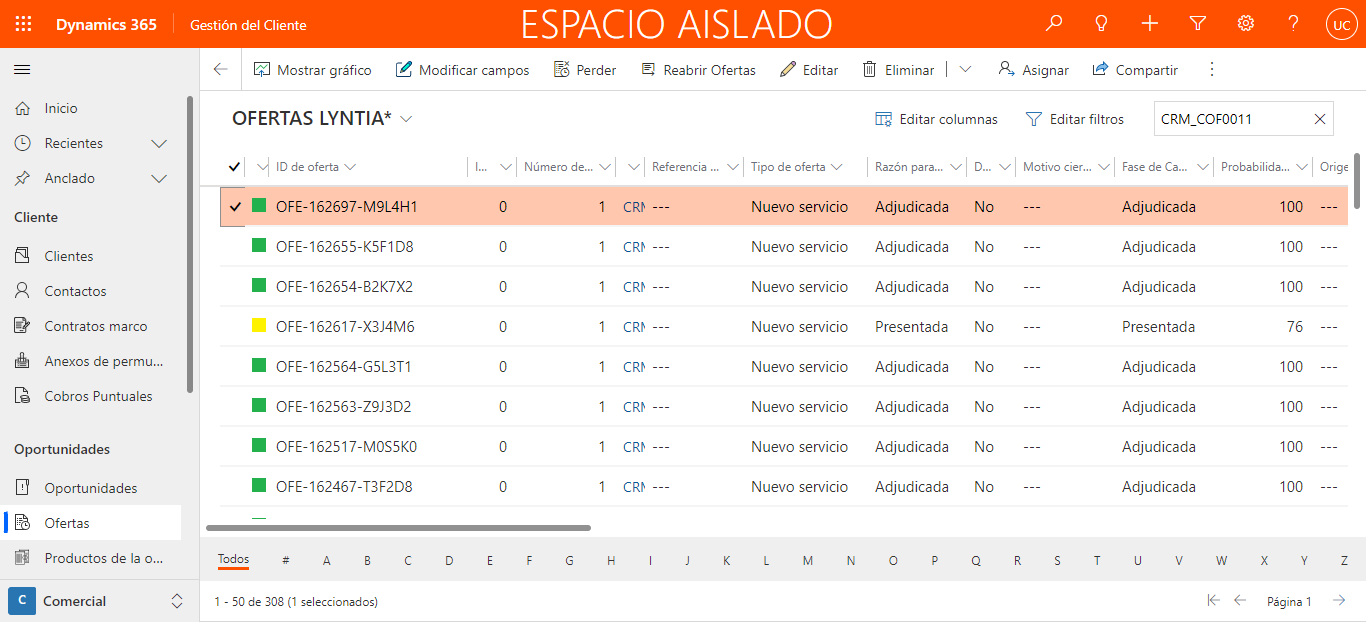 Dynamics 365 Gestión del Cliente ESPACIO AISLADO UC
Mostrar gráfico Modificar campos Perder Reabrir Ofertas Editar Eliminar Asignar Compartir
Inicio
Recientes
Anclado
Cliente
Clientes
Contactos
Contratos marco
Anexos de permu...
Cobros Puntuales
Oportunidades
Oportunidades
Ofertas
Productos de la o...
C Comercial
OFERTAS LYNTIA* Editar columnas Editar filtros CRM_COF0011
ID de oferta I... Número de... Referencia ... Tipo de oferta Razón para... D... Motivo cier... Fase de Ca... Probabilida... Orige
OFE-162697-M9L4H1 0 1 CRM --- Nuevo servicio Adjudicada No --- Adjudicada 100 ---
OFE-162655-K5F1D8 0 1 CRM --- Nuevo servicio Adjudicada No --- Adjudicada 100 ---
OFE-162654-B2K7X2 0 1 CRM --- Nuevo servicio Adjudicada No --- Adjudicada 100 ---
OFE-162617-X3J4M6 0 1 CRM --- Nuevo servicio Presentada No --- Presentada 76 ---
OFE-162564-G5L3T1 0 1 CRM --- Nuevo servicio Adjudicada No --- Adjudicada 100 ---
OFE-162563-Z9J3D2 0 1 CRM --- Nuevo servicio Adjudicada No --- Adjudicada 100 ---
OFE-162517-M0S5K0 0 1 CRM --- Nuevo servicio Adjudicada No --- Adjudicada 100 ---
OFE-162467-T3F2D8 0 1 CRM --- Nuevo servicio Adjudicada No --- Adjudicada 100 ---
Todos # A B C D E F G H I J K L M N O P Q R S T U V W X Y Z
1 - 50 de 308 (1 seleccionados) Página 1